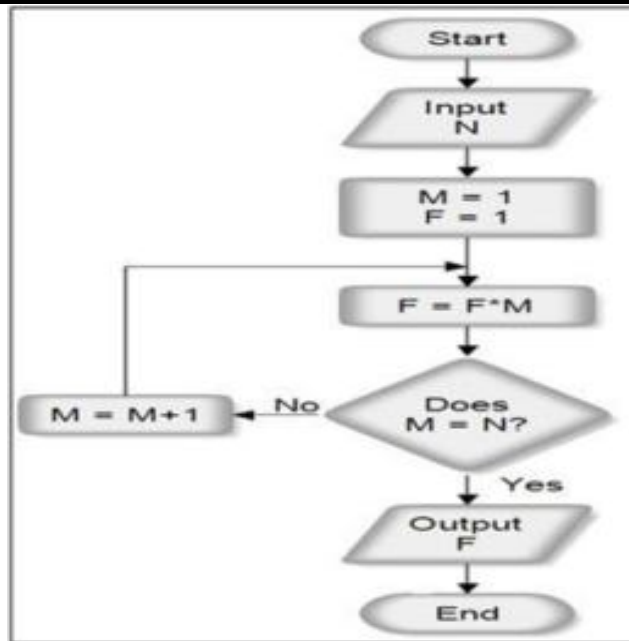 Start
Input
N
M = 1
F = 1
F = F*M
Does
M = N?
No
M = M+1
Yes
Output
F
End